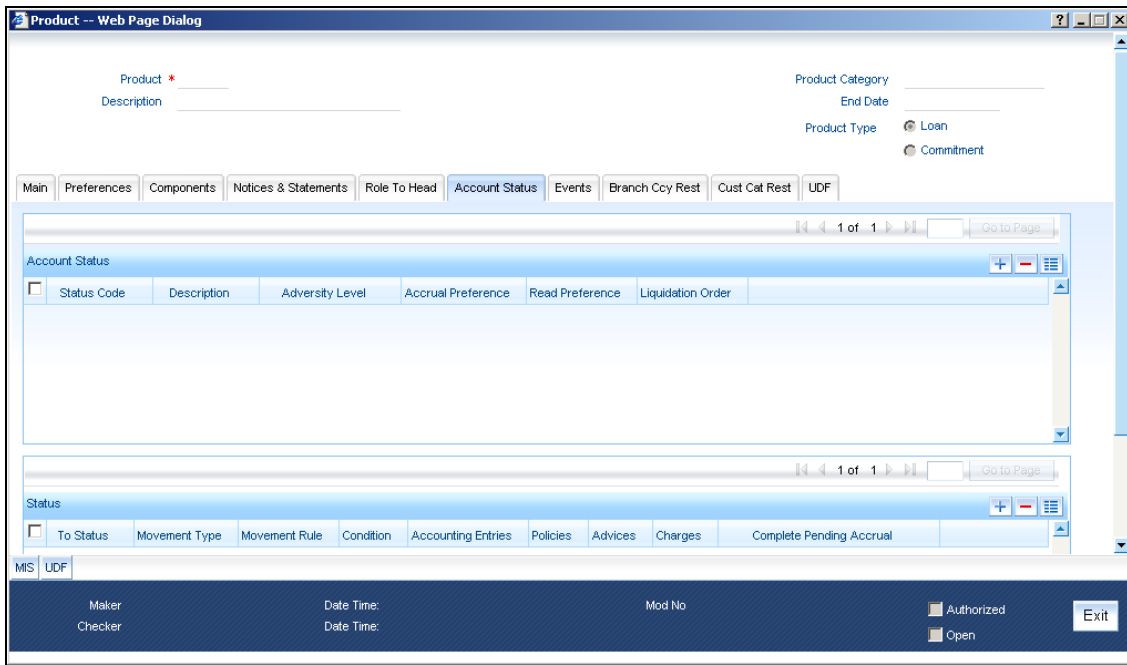 Product -- Web Page Dialog
Product *
Product Category
Description
End Date
Product Type
Loan
Commitment
Main Preferences Components Notices & Statements Role To Head Account Status Events Branch Ccy Rest Cust Cat Rest UDF
1 of 1 Go to Page
Account Status
Status Code Description Adversity Level Accrual Preference Read Preference Liquidation Order
1 of 1 Go to Page
Status
To Status Movement Type Movement Rule Condition Accounting Entries Policies Advices Charges Complete Pending Accrual
MIS UDF
Maker Date Time: Mod No Authorized Exit
Checker Date Time: Open